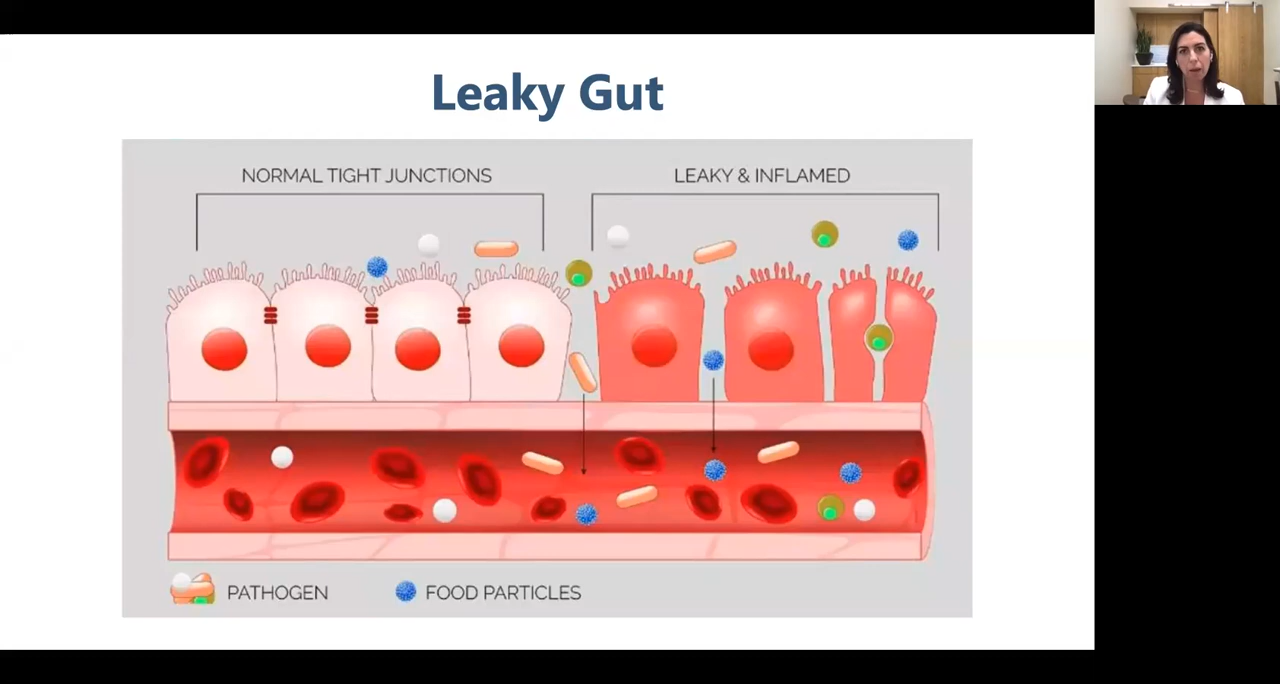 Leaky Gut
NORMAL TIGHT JUNCTIONS
LEAKY & INFLAMED
PATHOGEN
FOOD PARTICLES